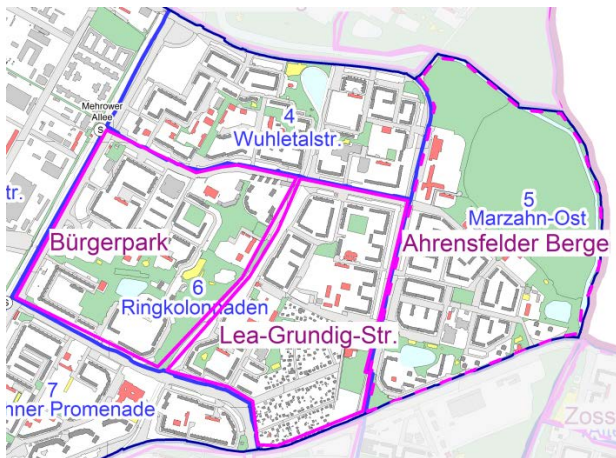 Mehrower
Allee
S
4
Wuhletalstr.
tr.
5
Marzahn-Ost
Bürgerpark
Ahrensfelder Berge
6
Ringkolonnaden
S
Lea-Grundig-Str.
7
nner Promenade
Zoss